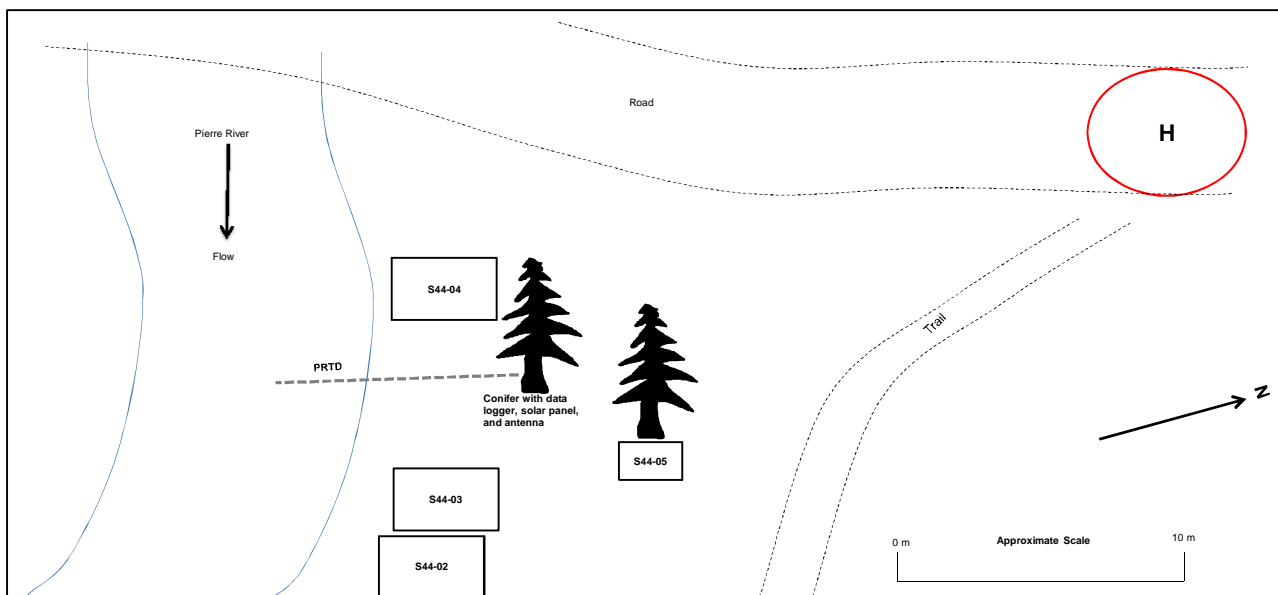 Road
H
Pierre River
Flow
S44-04
Trail
PRTD
Conifer with data
logger, solar panel,
and antenna
N
S44-05
S44-03
0 m
Approximate Scale
10 m
S44-02